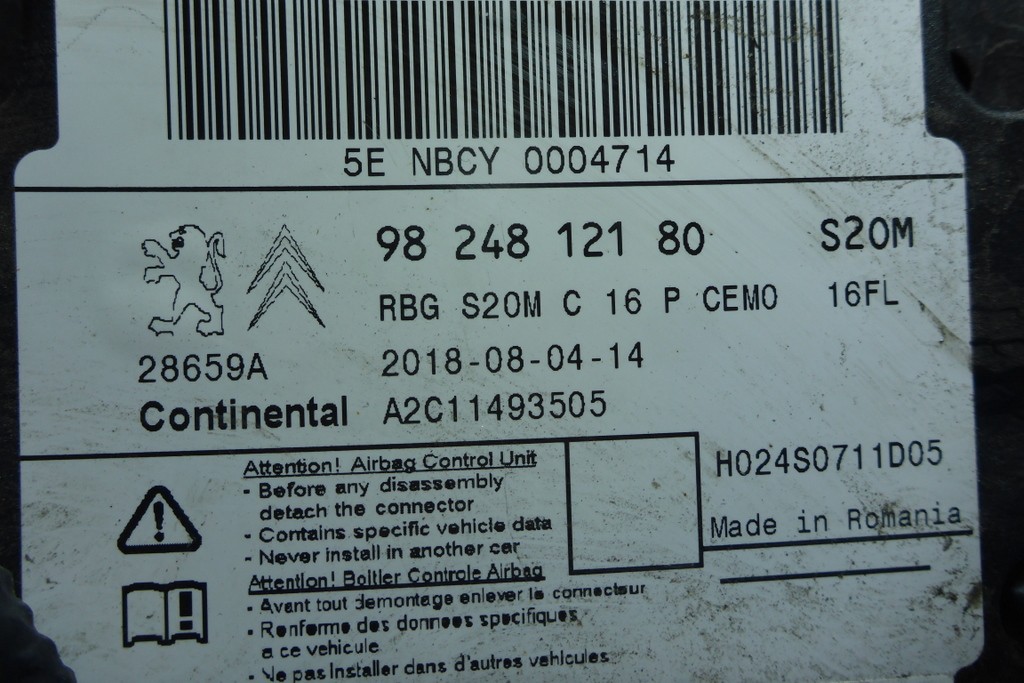 5E NBCY 0004714
98 248 121 80 S20M
RBG S20M C 16 P CEMO 16FL
28659A 2018-08-04-14
Continental A2C11493505
H024S0711D05
Made in Romania
Attention! Airbag Control Unit
- Before any disassembly
detach the connector
- Contains specific vehicle data
- Never install in another car
Attention! Boitier Controle Airbag
- Avant tout demontage enlever le connecteur
- Renferme des donnees specifiques
a ce vehicule
- Ne pas installer dans d'autres vehicules